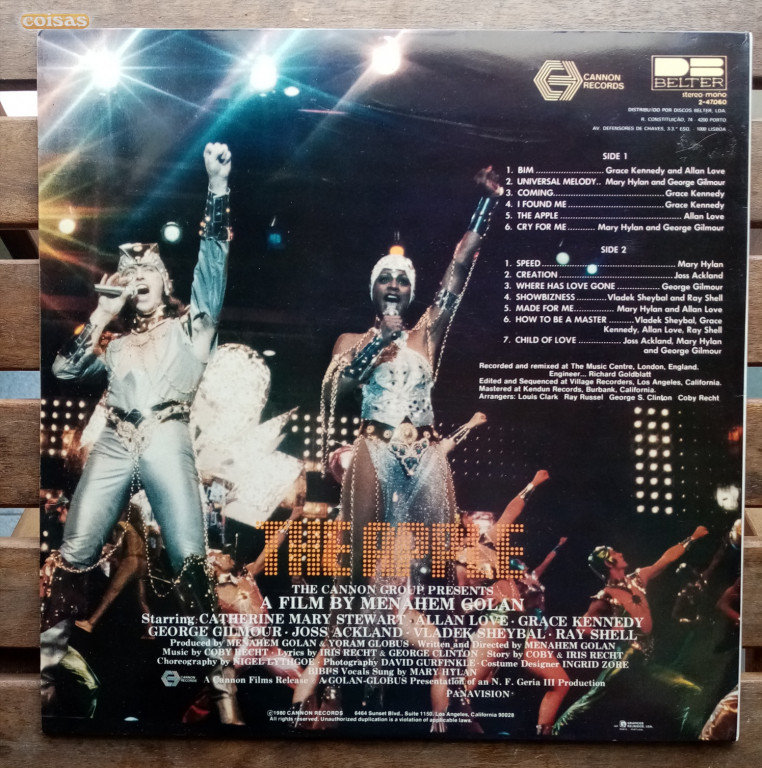 coisas
CANNON
RECORDS
BELTER
stereo-mono
2-47.060
DISTRIBUÍDO POR DISCOS BELTER, LDA.
R. CONSTITUIÇÃO, 74 4200 PORTO
AV. DEFENSORES DE CHAVES, 33 ESQ. 1000 LISBOA
SIDE 1
1. BIM ........................ Grace Kennedy and Allan Love
2. UNIVERSAL MELODY.. Mary Hylan and George Gilmour
3. COMING........................................Grace Kennedy
4. I FOUND ME ...................................Grace Kennedy
5. THE APPLE ...........................................Allan Love
6. CRY FOR ME .......... Mary Hylan and George Gilmour
SIDE 2
1. SPEED ................................................ Mary Hylan
2. CREATION .........................................Joss Ackland
3. WHERE HAS LOVE GONE ............... George Gilmour
4. SHOWBIZNESS ........... Vladek Sheybal and Ray Shell
5. MADE FOR ME............... Mary Hylan and Allan Love
6. HOW TO BE A MASTER .........Vladek Sheybal, Grace
Kennedy, Allan Love, Ray Shell
7. CHILD OF LOVE ............... Joss Ackland, Mary Hylan
and George Gilmour
Recorded and remixed at The Music Centre, London, England.
Engineer... Richard Goldblatt
Edited and Sequenced at Village Recorders, Los Angeles, California.
Mastered at Kendun Records, Burbank, California.
Arrangers: Louis Clark Ray Russel George S. Clinton Coby Recht
THE APPLE
THE CANNON GROUP PRESENTS
A FILM BY MENAHEM GOLAN
Starring CATHERINE MARY STEWART · ALLAN LOVE · GRACE KENNEDY
GEORGE GILMOUR · JOSS ACKLAND · VLADEK SHEYBAL · RAY SHELL
Produced by MENAHEM GOLAN & YORAM GLOBUS · Written and Directed by MENAHEM GOLAN
Music by COBY RECHT · Lyrics by IRIS RECHT & GEORGE CLINTON · Story by COBY & IRIS RECHT
Choreography by NIGEL LYTHGOE · Photography DAVID GURFINKLE · Costume Designer INGRID ZORE
BIBI'S Vocals Sung by MARY HYLAN
CANNON
RECORDS
A Cannon Films Release / A GOLAN-GLOBUS Presentation of an N. F. Geria III Production
PANAVISION®
℗©1980 CANNON RECORDS 6464 Sunset Blvd., Suite 1150, Los Angeles, California 90028
All rights reserved. Unauthorized duplication is a violation of applicable laws.